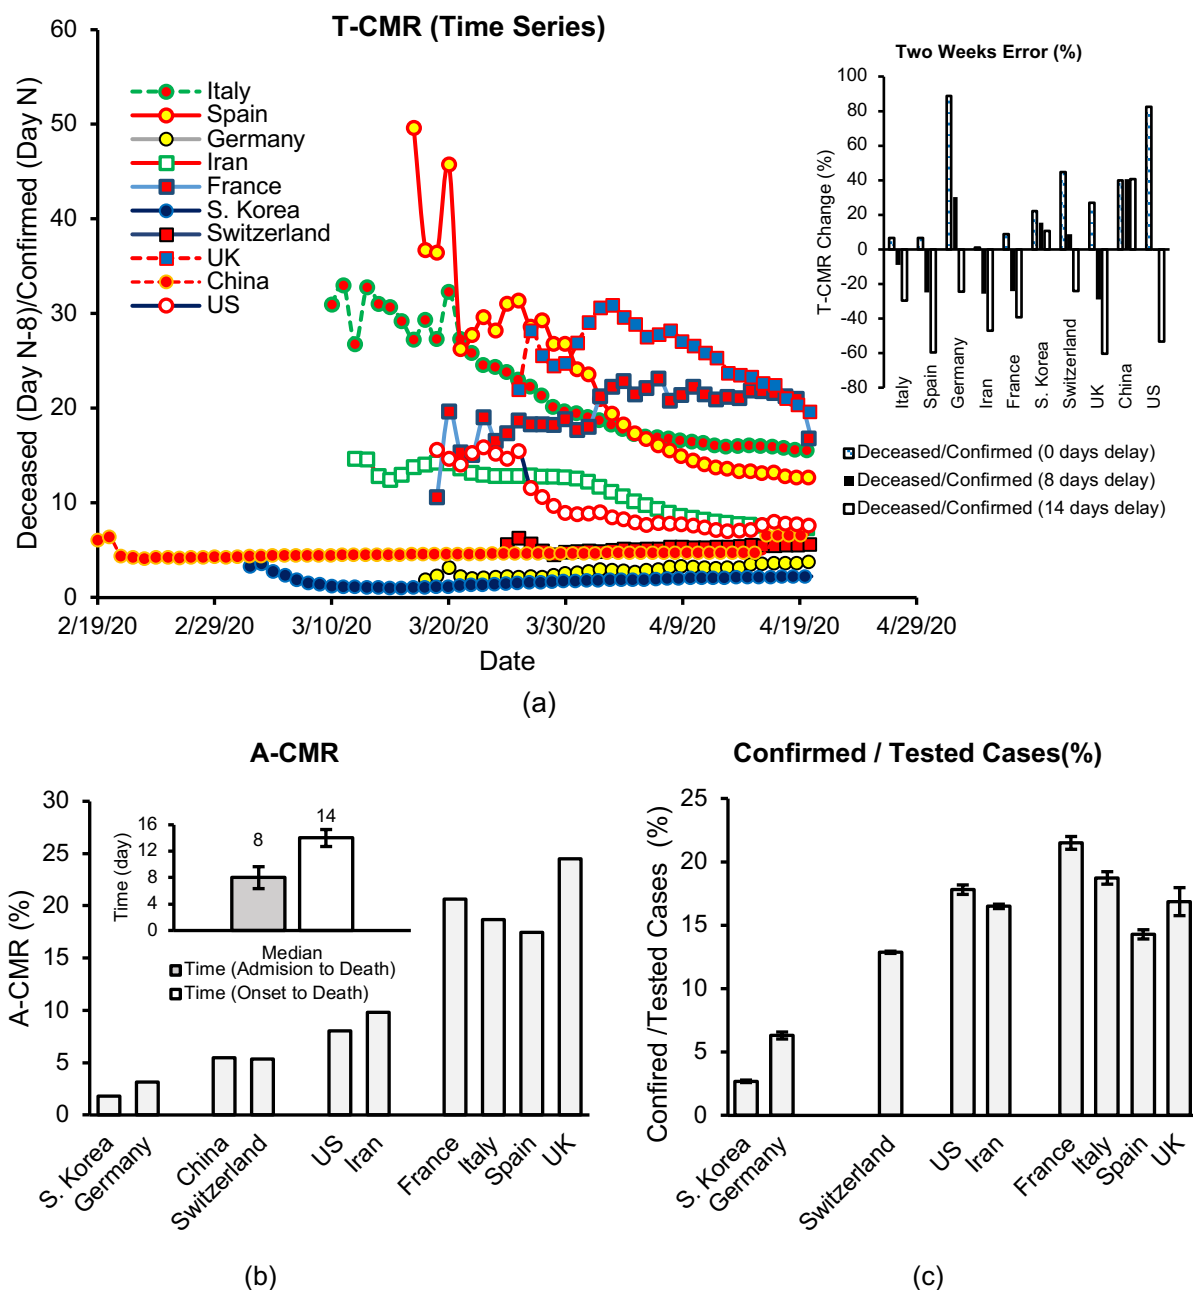 T-CMR (Time Series)
Deceased (Day N-8)/Confirmed (Day N)
60
50
40
30
20
10
0
Italy
Spain
Germany
Iran
France
S. Korea
Switzerland
UK
China
US
2/19/20 2/29/20 3/10/20 3/20/20 3/30/20 4/9/20 4/19/20 4/29/20
Date
Two Weeks Error (%)
T-CMR Change (%)
100
80
60
40
20
0
-20
-40
-60
-80
Italy Spain Germany Iran France S. Korea Switzerland UK China US
Deceased/Confirmed (0 days delay)
Deceased/Confirmed (8 days delay)
Deceased/Confirmed (14 days delay)
(a)
A-CMR
A-CMR (%)
30
25
20
15
10
5
0
Time (day)
16
12
8
4
0
8 14
Median
Time (Admision to Death)
Time (Onset to Death)
S. Korea Germany China Switzerland US Iran France Italy Spain UK
(b)
Confirmed / Tested Cases(%)
Confired /Tested Cases (%)
25
20
15
10
5
0
S. Korea Germany Switzerland US Iran France Italy Spain UK
(c)